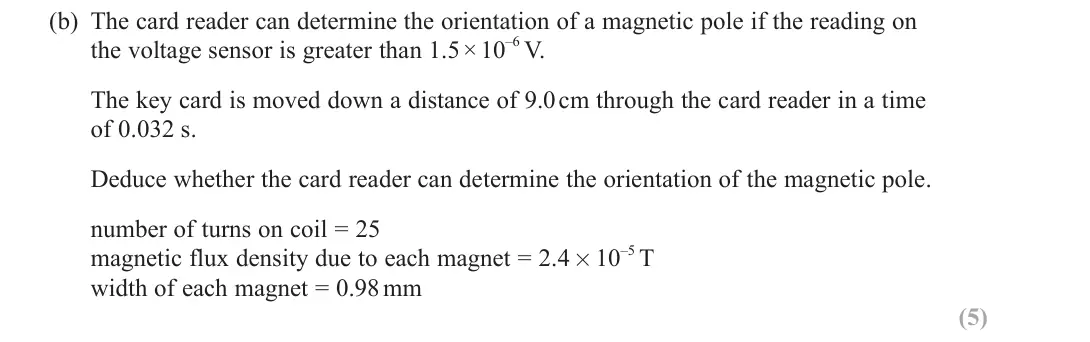 (b) The card reader can determine the orientation of a magnetic pole if the reading on
the voltage sensor is greater than 1.5 × 10⁻⁶ V.
The key card is moved down a distance of 9.0 cm through the card reader in a time
of 0.032 s.
Deduce whether the card reader can determine the orientation of the magnetic pole.
number of turns on coil = 25
magnetic flux density due to each magnet = 2.4 × 10⁻⁵ T
width of each magnet = 0.98 mm
(5)